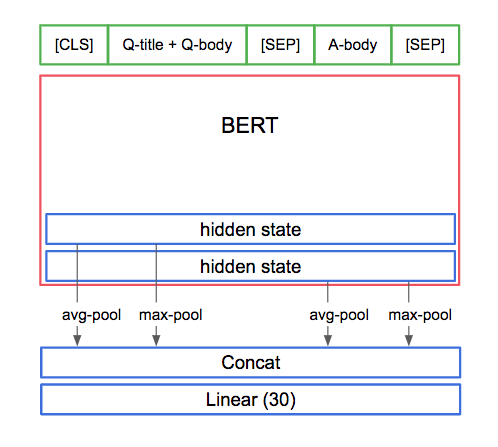 [CLS] Q-title + Q-body [SEP] A-body [SEP]
BERT
hidden state
hidden state
avg-pool max-pool avg-pool max-pool
Concat
Linear (30)